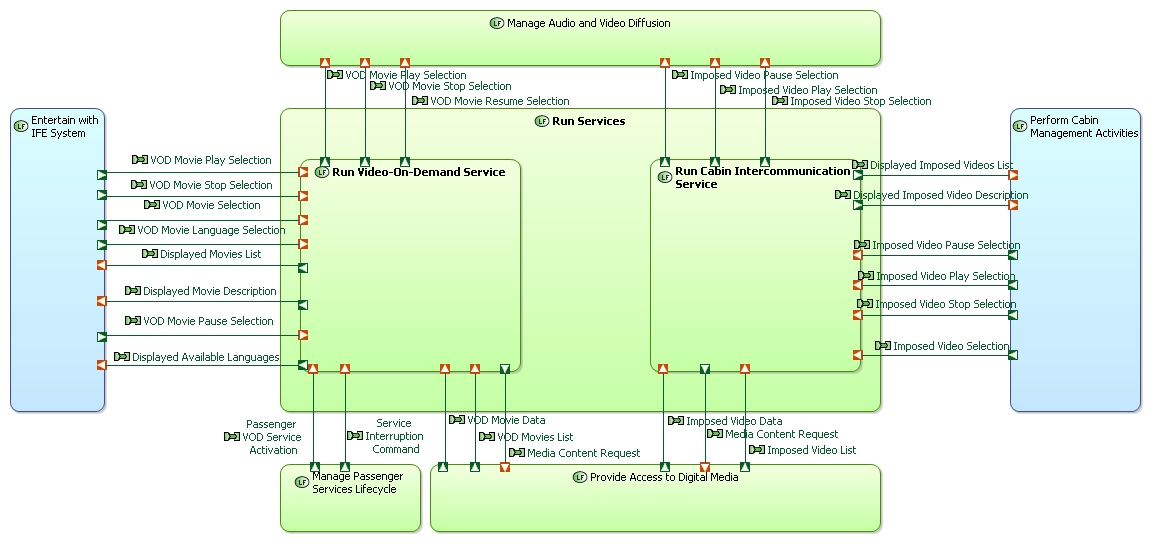 LF Manage Audio and Video Diffusion
VOD Movie Play Selection
VOD Movie Stop Selection
VOD Movie Resume Selection
Imposed Video Pause Selection
Imposed Video Play Selection
Imposed Video Stop Selection
LF Entertain with
IFE System
LF Run Services
LF Perform Cabin
Management Activities
VOD Movie Play Selection
VOD Movie Stop Selection
VOD Movie Selection
VOD Movie Language Selection
Displayed Movies List
Displayed Movie Description
VOD Movie Pause Selection
Displayed Available Languages
LF Run Video-On-Demand Service
LF Run Cabin Intercommunication
Service
Displayed Imposed Videos List
Displayed Imposed Video Description
Imposed Video Pause Selection
Imposed Video Play Selection
Imposed Video Stop Selection
Imposed Video Selection
Passenger
VOD Service
Activation
Service
Interruption
Command
VOD Movie Data
VOD Movies List
Media Content Request
Imposed Video Data
Media Content Request
Imposed Video List
LF Manage Passenger
Services Lifecycle
LF Provide Access to Digital Media